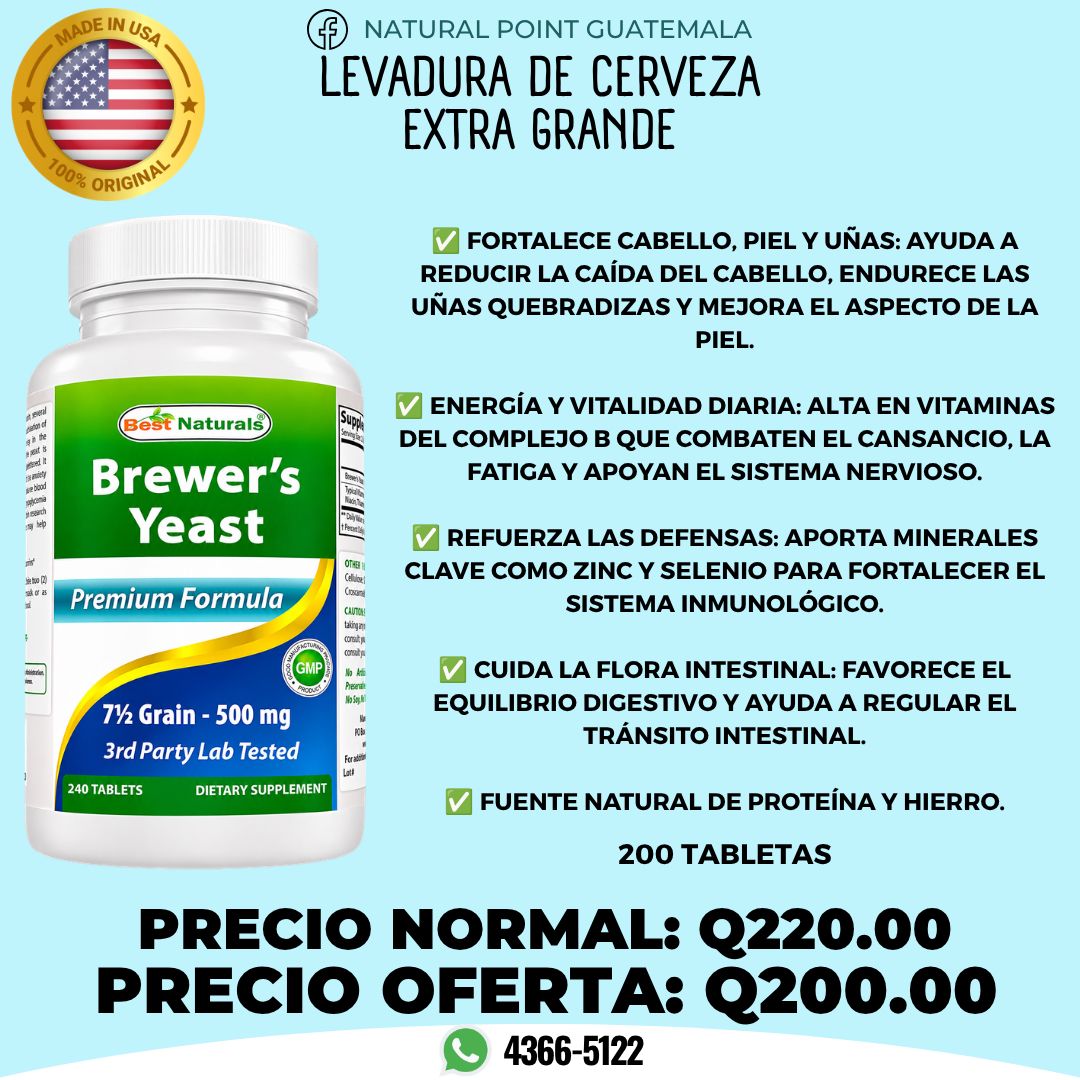 MADE IN USA
100% ORIGINAL
NATURAL POINT GUATEMALA
LEVADURA DE CERVEZA
EXTRA GRANDE
✅ FORTALECE CABELLO, PIEL Y UÑAS: AYUDA A
REDUCIR LA CAÍDA DEL CABELLO, ENDURECE LAS
UÑAS QUEBRADIZAS Y MEJORA EL ASPECTO DE LA
PIEL.
✅ ENERGÍA Y VITALIDAD DIARIA: ALTA EN VITAMINAS
DEL COMPLEJO B QUE COMBATEN EL CANSANCIO, LA
FATIGA Y APOYAN EL SISTEMA NERVIOSO.
✅ REFUERZA LAS DEFENSAS: APORTA MINERALES
CLAVE COMO ZINC Y SELENIO PARA FORTALECER EL
SISTEMA INMUNOLÓGICO.
✅ CUIDA LA FLORA INTESTINAL: FAVORECE EL
EQUILIBRIO DIGESTIVO Y AYUDA A REGULAR EL
TRÁNSITO INTESTINAL.
✅ FUENTE NATURAL DE PROTEÍNA Y HIERRO.
200 TABLETAS
Best Naturals®
Brewer's
Yeast
Premium Formula
GOOD MANUFACTURING PRACTICE
GMP
PRODUCT
7½ Grain - 500 mg
3rd Party Lab Tested
240 TABLETS DIETARY SUPPLEMENT
PRECIO NORMAL: Q220.00
PRECIO OFERTA: Q200.00
4366-5122